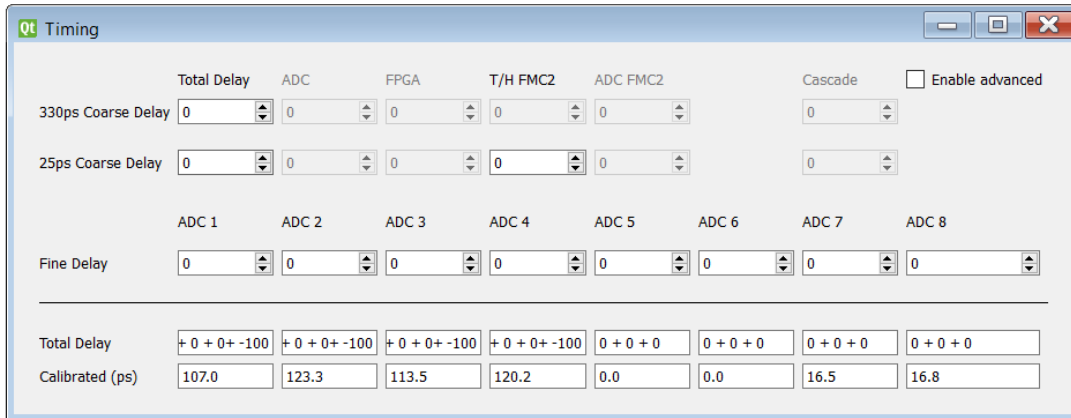 Qt Timing
Total Delay ADC FPGA T/H FMC2 ADC FMC2 Cascade Enable advanced
330ps Coarse Delay 0 0 0 0 0 0
25ps Coarse Delay 0 0 0 0 0 0
ADC 1 ADC 2 ADC 3 ADC 4 ADC 5 ADC 6 ADC 7 ADC 8
Fine Delay 0 0 0 0 0 0 0 0
Total Delay + 0 + 0+ -100 + 0 + 0+ -100 + 0 + 0+ -100 + 0 + 0+ -100 0 + 0 + 0 0 + 0 + 0 0 + 0 + 0 0 + 0 + 0
Calibrated (ps) 107.0 123.3 113.5 120.2 0.0 0.0 16.5 16.8